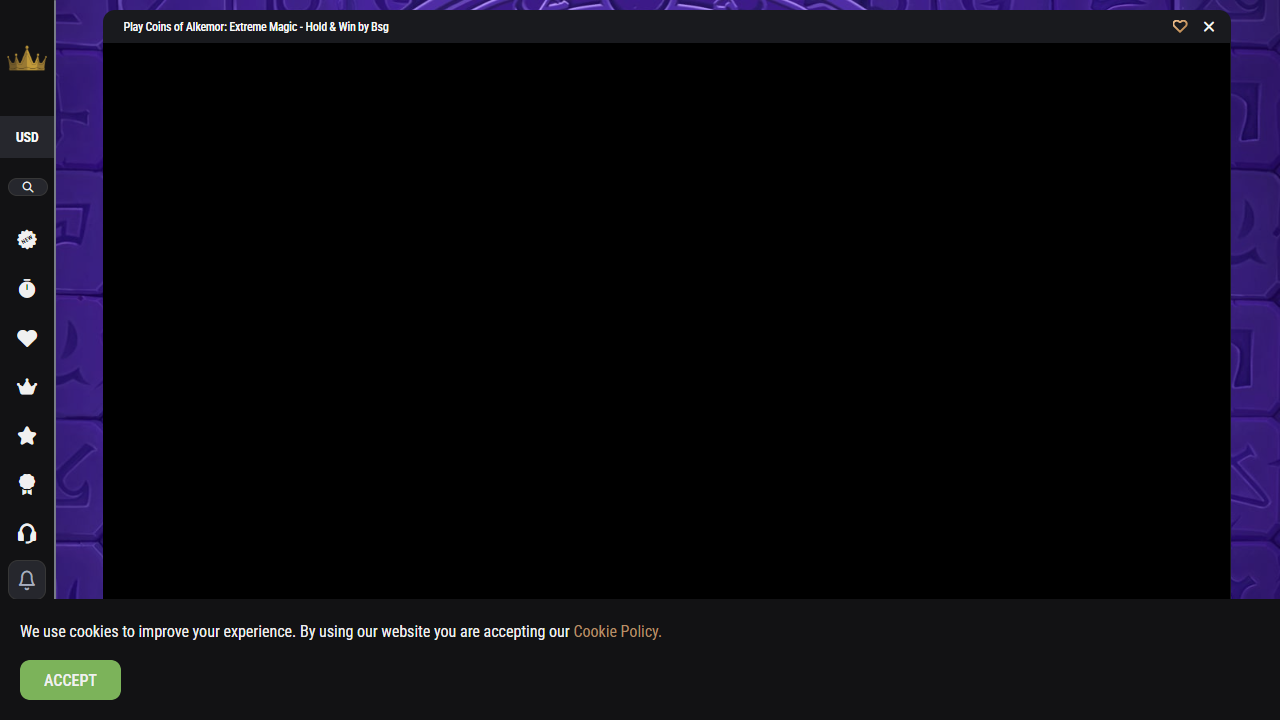 Play Coins of Alkemor: Extreme Magic - Hold & Win by Bsg
USD
NEW
We use cookies to improve your experience. By using our website you are accepting our Cookie Policy.
ACCEPT